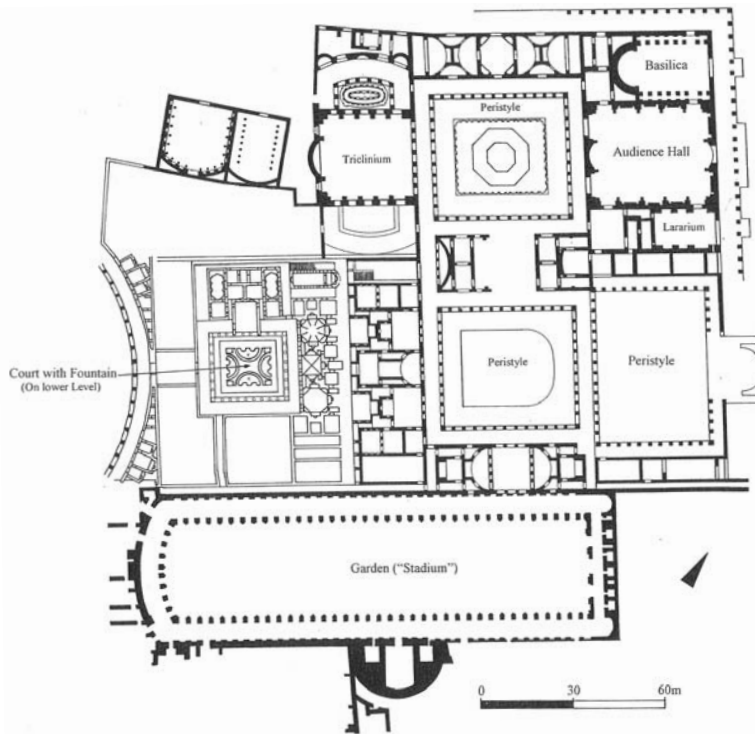 Basilica
Peristyle
Triclinium
Audience Hall
Lararium
Court with Fountain
(On lower Level)
Peristyle
Peristyle
Garden ("Stadium")
0 30 60m